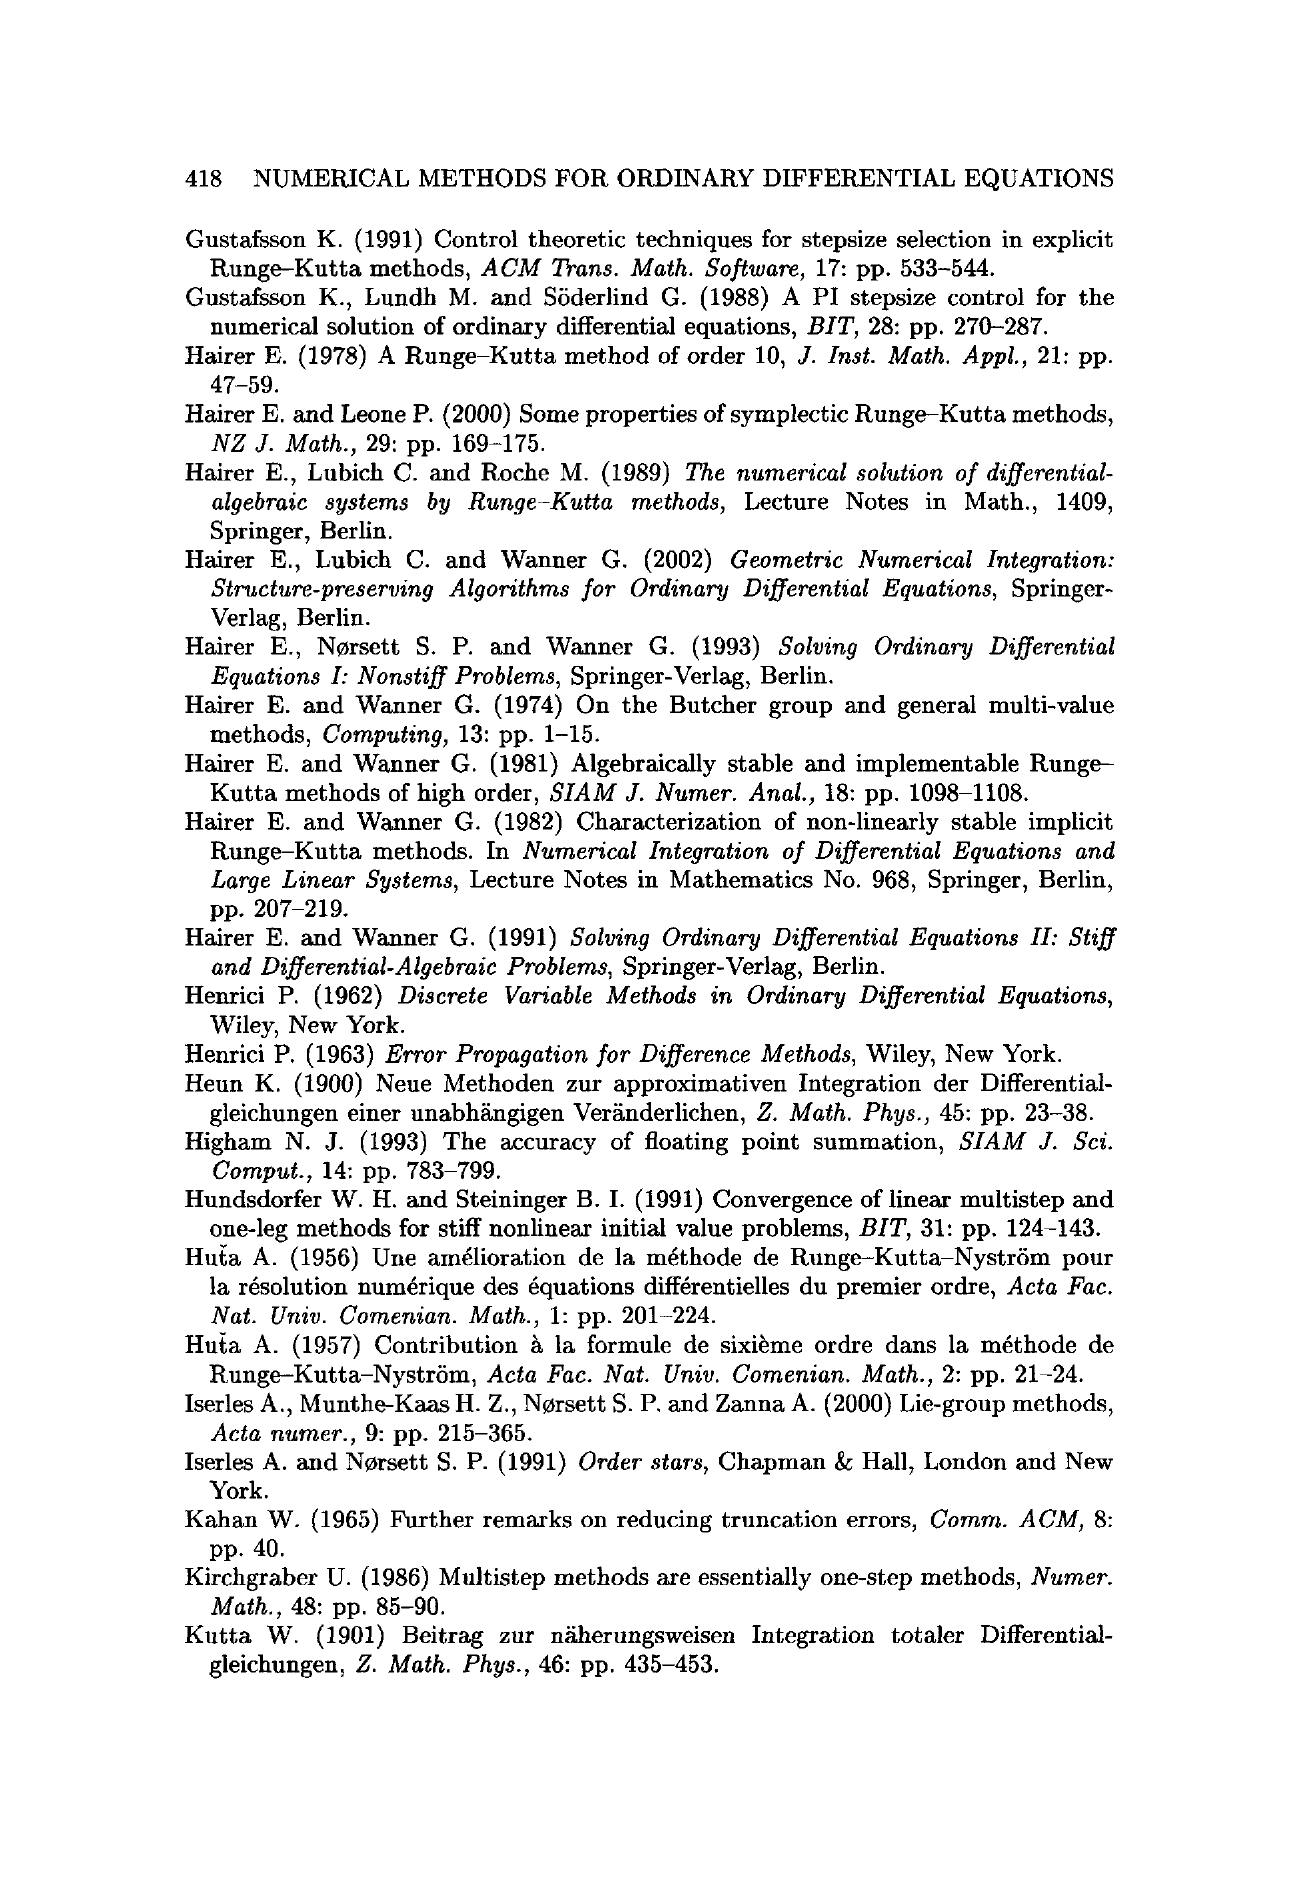 418 NUMERICAL METHODS FOR ORDINARY DIFFERENTIAL EQUATIONS
Gustafsson K. (1991) Control theoretic techniques for stepsize selection in explicit
Runge–Kutta methods, ACM Trans. Math. Software, 17: pp. 533–544.
Gustafsson K., Lundh M. and Söderlind G. (1988) A PI stepsize control for the
numerical solution of ordinary differential equations, BIT, 28: pp. 270–287.
Hairer E. (1978) A Runge–Kutta method of order 10, J. Inst. Math. Appl., 21: pp.
47–59.
Hairer E. and Leone P. (2000) Some properties of symplectic Runge–Kutta methods,
NZ J. Math., 29: pp. 169–175.
Hairer E., Lubich C. and Roche M. (1989) The numerical solution of differential-
algebraic systems by Runge–Kutta methods, Lecture Notes in Math., 1409,
Springer, Berlin.
Hairer E., Lubich C. and Wanner G. (2002) Geometric Numerical Integration:
Structure-preserving Algorithms for Ordinary Differential Equations, Springer-
Verlag, Berlin.
Hairer E., Nørsett S. P. and Wanner G. (1993) Solving Ordinary Differential
Equations I: Nonstiff Problems, Springer-Verlag, Berlin.
Hairer E. and Wanner G. (1974) On the Butcher group and general multi-value
methods, Computing, 13: pp. 1–15.
Hairer E. and Wanner G. (1981) Algebraically stable and implementable Runge–
Kutta methods of high order, SIAM J. Numer. Anal., 18: pp. 1098–1108.
Hairer E. and Wanner G. (1982) Characterization of non-linearly stable implicit
Runge–Kutta methods. In Numerical Integration of Differential Equations and
Large Linear Systems, Lecture Notes in Mathematics No. 968, Springer, Berlin,
pp. 207–219.
Hairer E. and Wanner G. (1991) Solving Ordinary Differential Equations II: Stiff
and Differential-Algebraic Problems, Springer-Verlag, Berlin.
Henrici P. (1962) Discrete Variable Methods in Ordinary Differential Equations,
Wiley, New York.
Henrici P. (1963) Error Propagation for Difference Methods, Wiley, New York.
Heun K. (1900) Neue Methoden zur approximativen Integration der Differential-
gleichungen einer unabhängigen Veränderlichen, Z. Math. Phys., 45: pp. 23–38.
Higham N. J. (1993) The accuracy of floating point summation, SIAM J. Sci.
Comput., 14: pp. 783–799.
Hundsdorfer W. H. and Steininger B. I. (1991) Convergence of linear multistep and
one-leg methods for stiff nonlinear initial value problems, BIT, 31: pp. 124–143.
Huťa A. (1956) Une amélioration de la méthode de Runge–Kutta–Nyström pour
la résolution numérique des équations différentielles du premier ordre, Acta Fac.
Nat. Univ. Comenian. Math., 1: pp. 201–224.
Huťa A. (1957) Contribution à la formule de sixième ordre dans la méthode de
Runge–Kutta–Nyström, Acta Fac. Nat. Univ. Comenian. Math., 2: pp. 21–24.
Iserles A., Munthe-Kaas H. Z., Nørsett S. P. and Zanna A. (2000) Lie-group methods,
Acta numer., 9: pp. 215–365.
Iserles A. and Nørsett S. P. (1991) Order stars, Chapman & Hall, London and New
York.
Kahan W. (1965) Further remarks on reducing truncation errors, Comm. ACM, 8:
pp. 40.
Kirchgraber U. (1986) Multistep methods are essentially one-step methods, Numer.
Math., 48: pp. 85–90.
Kutta W. (1901) Beitrag zur näherungsweisen Integration totaler Differential-
gleichungen, Z. Math. Phys., 46: pp. 435–453.